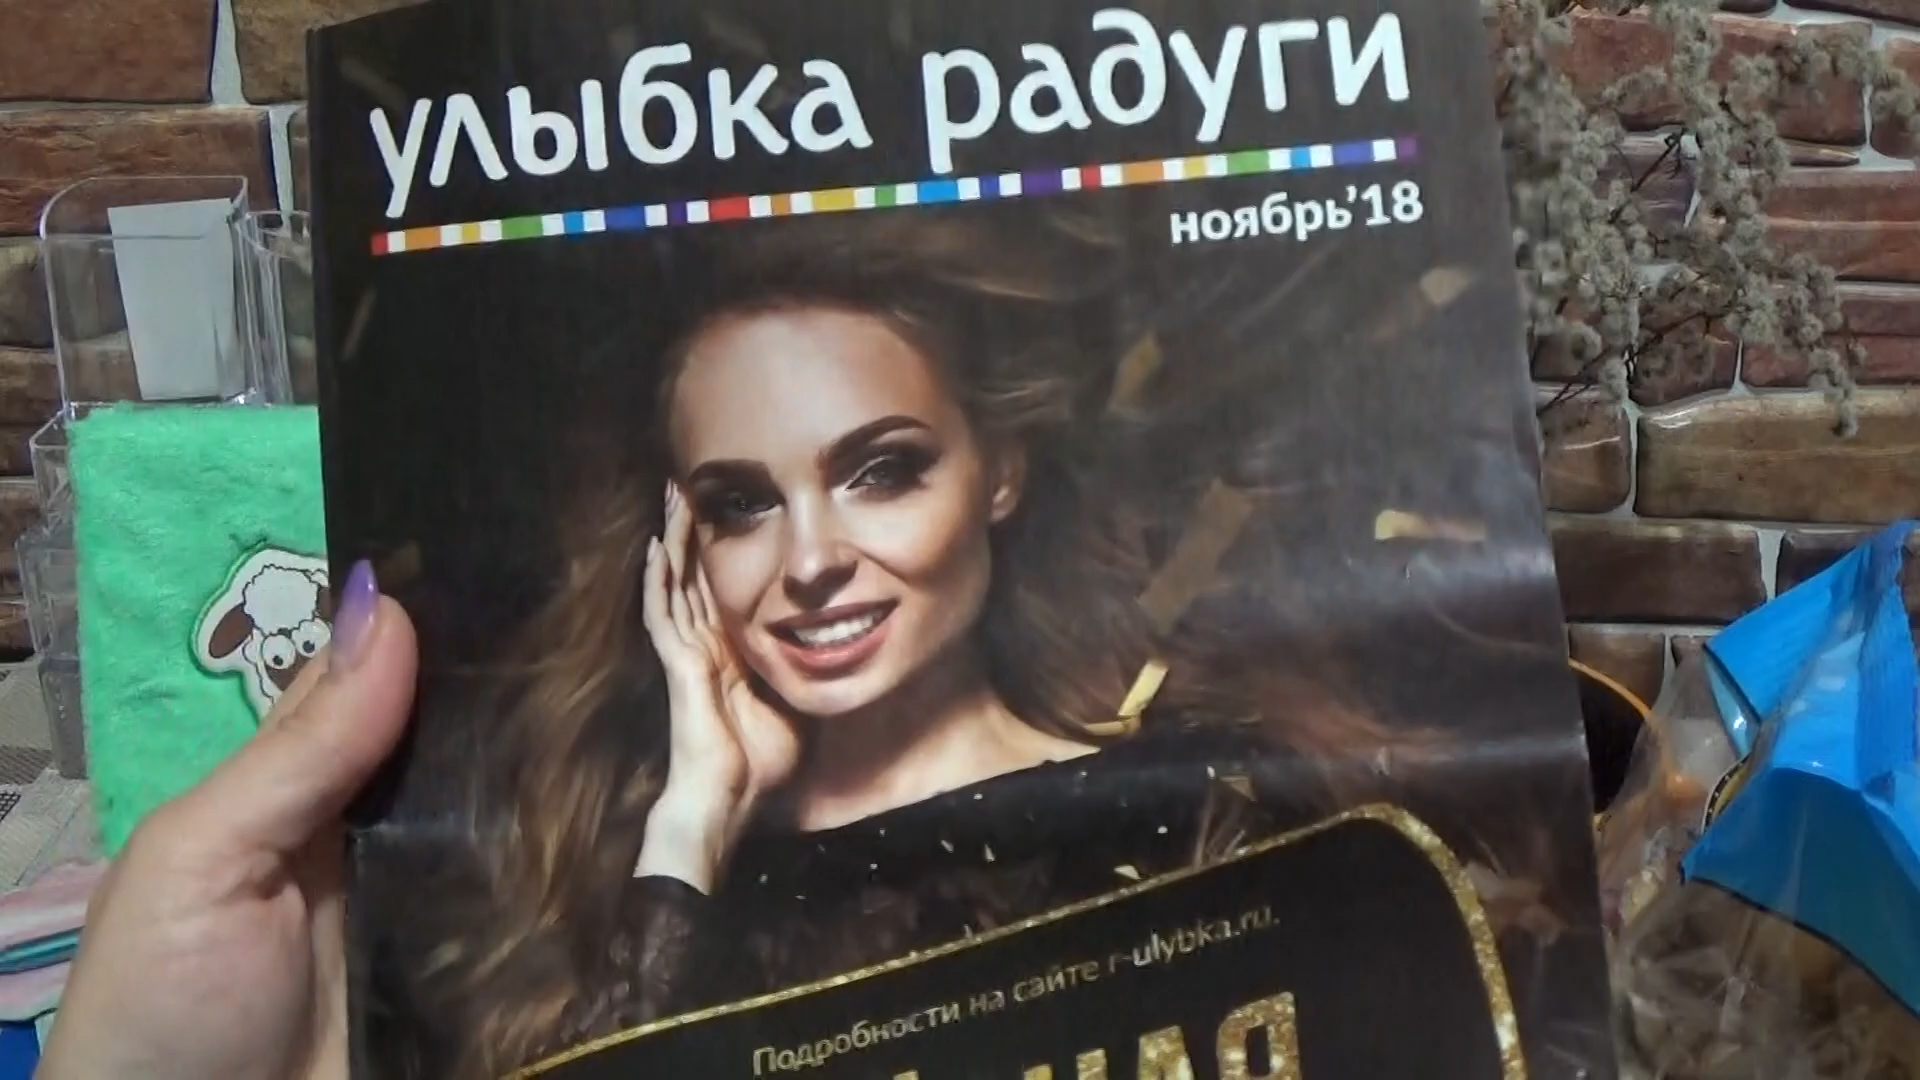 улыбка радуги
ноябрь'18
Подробности на сайте r-ulybka.ru.